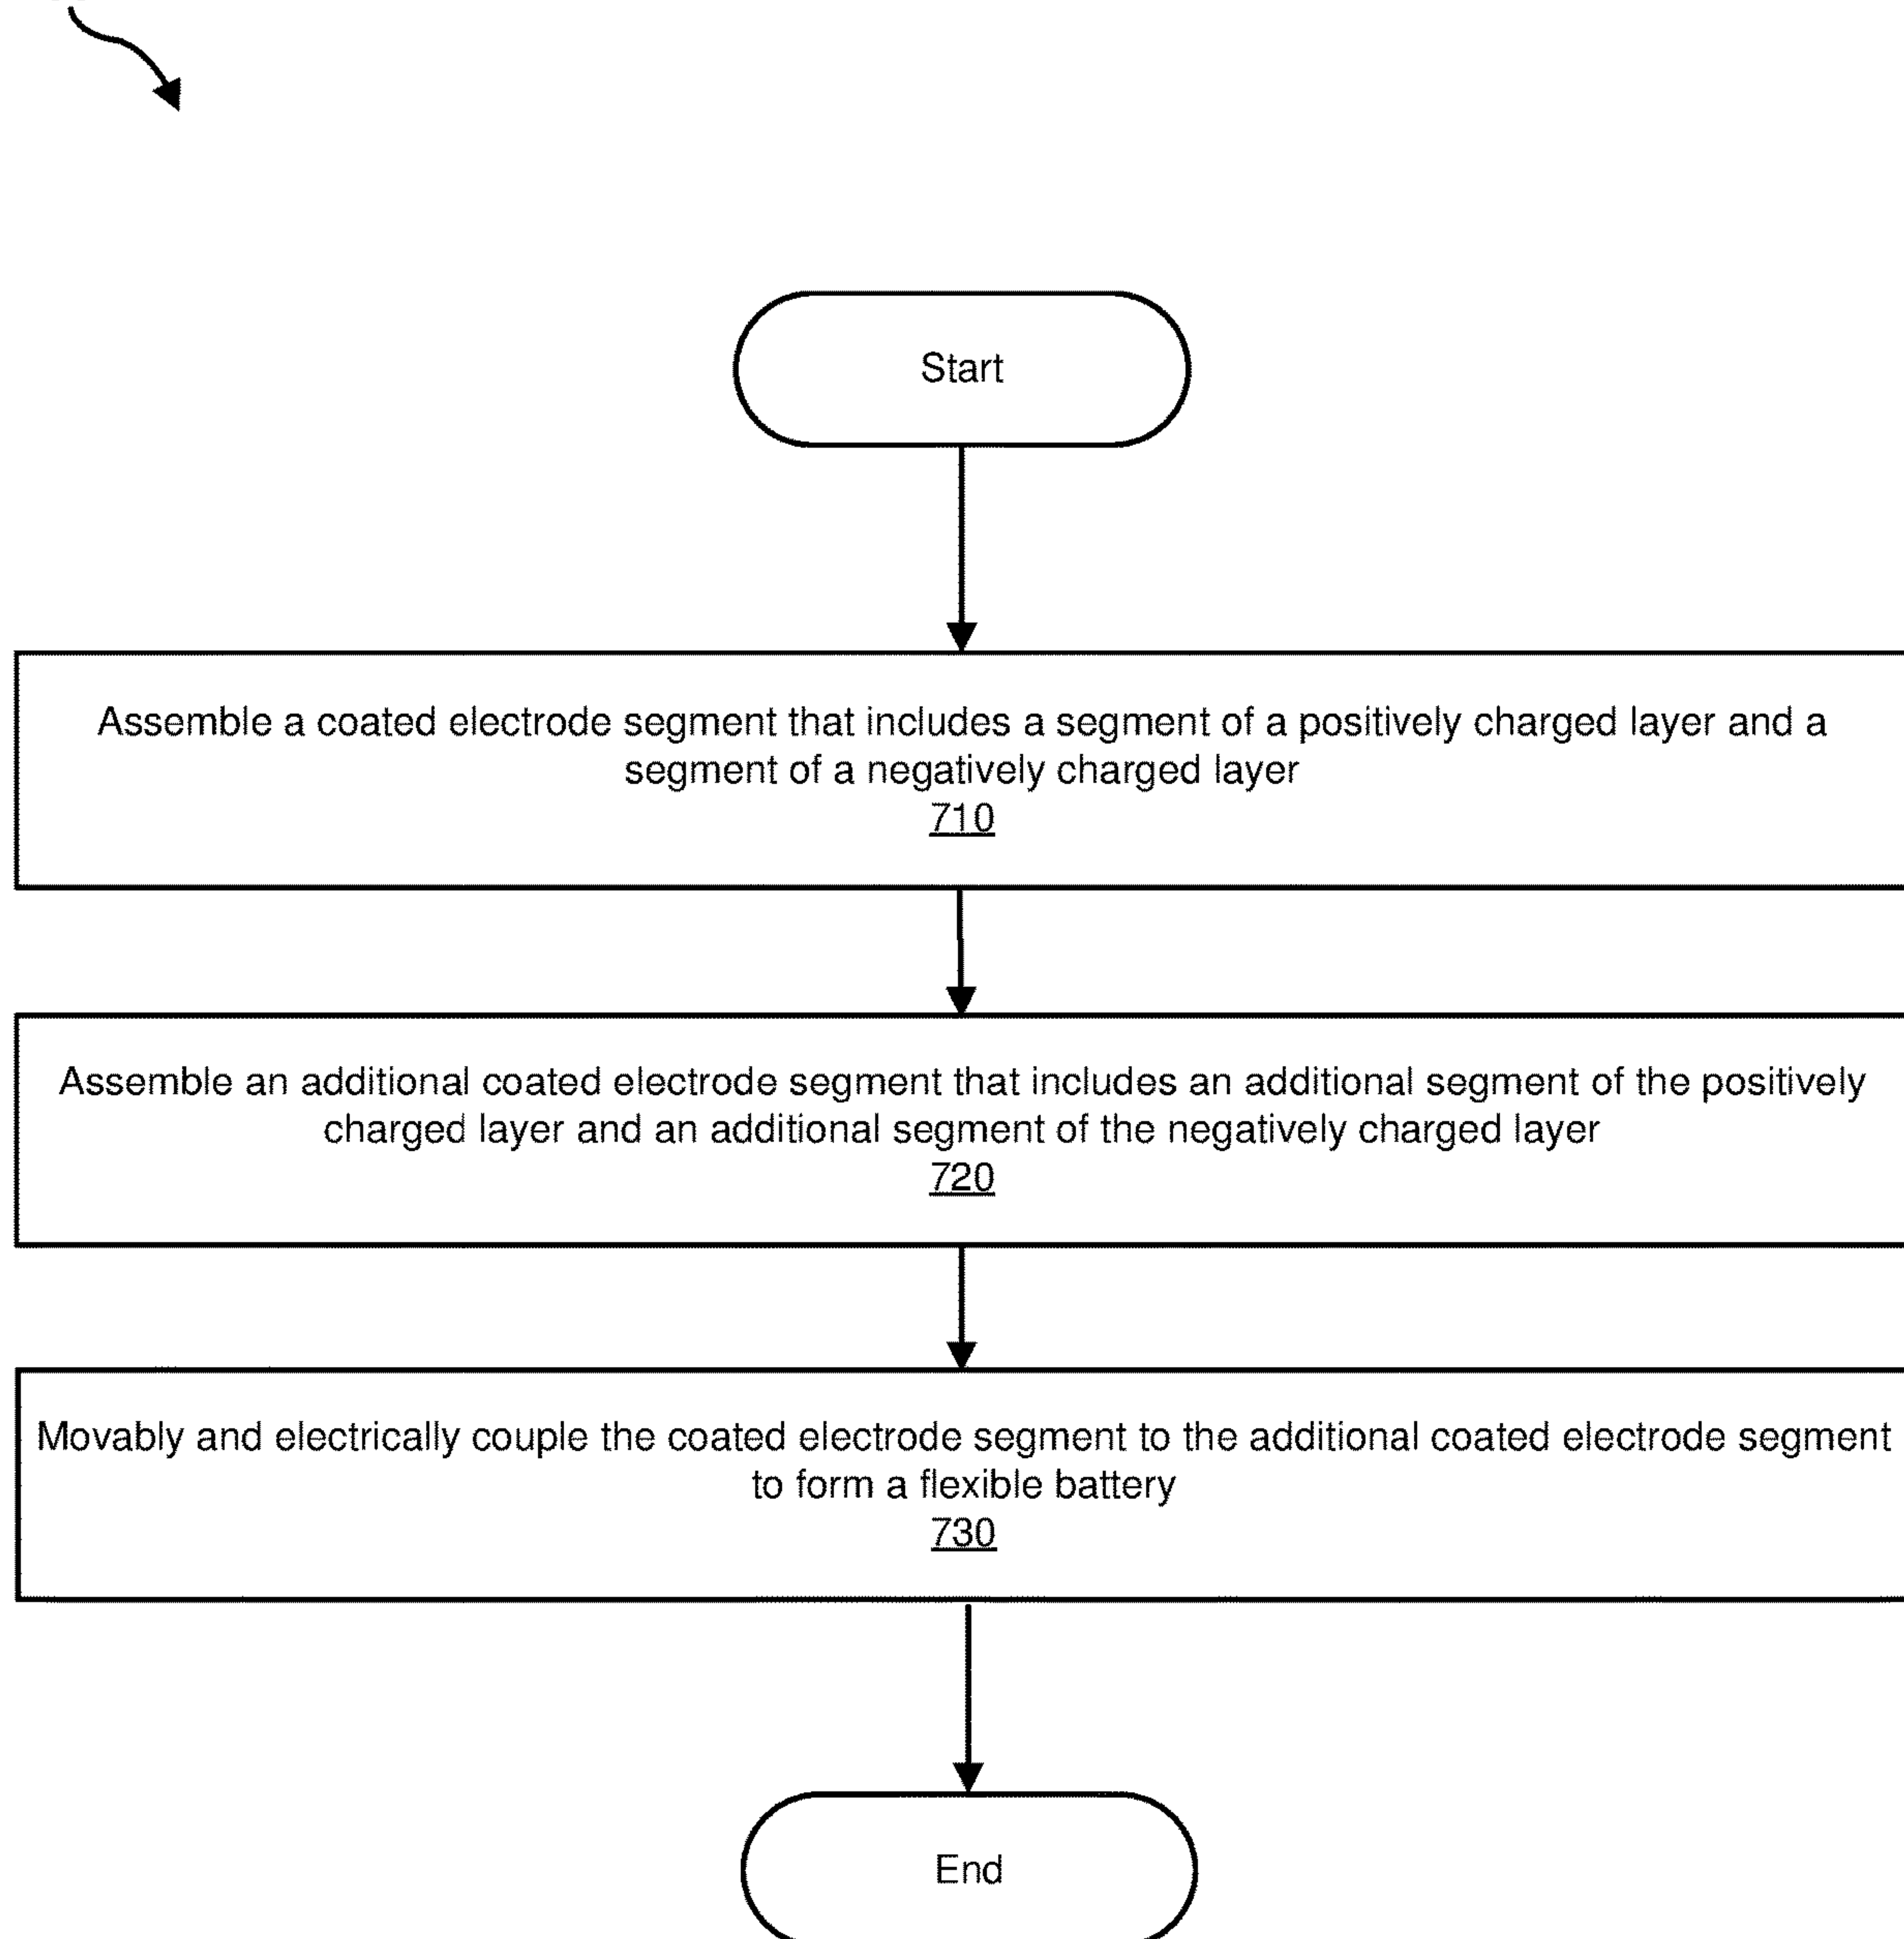 Start
Assemble a coated electrode segment that includes a segment of a positively charged layer and a
segment of a negatively charged layer
710
Assemble an additional coated electrode segment that includes an additional segment of the positively
charged layer and an additional segment of the negatively charged layer
720
Movably and electrically couple the coated electrode segment to the additional coated electrode segment
to form a flexible battery
730
End